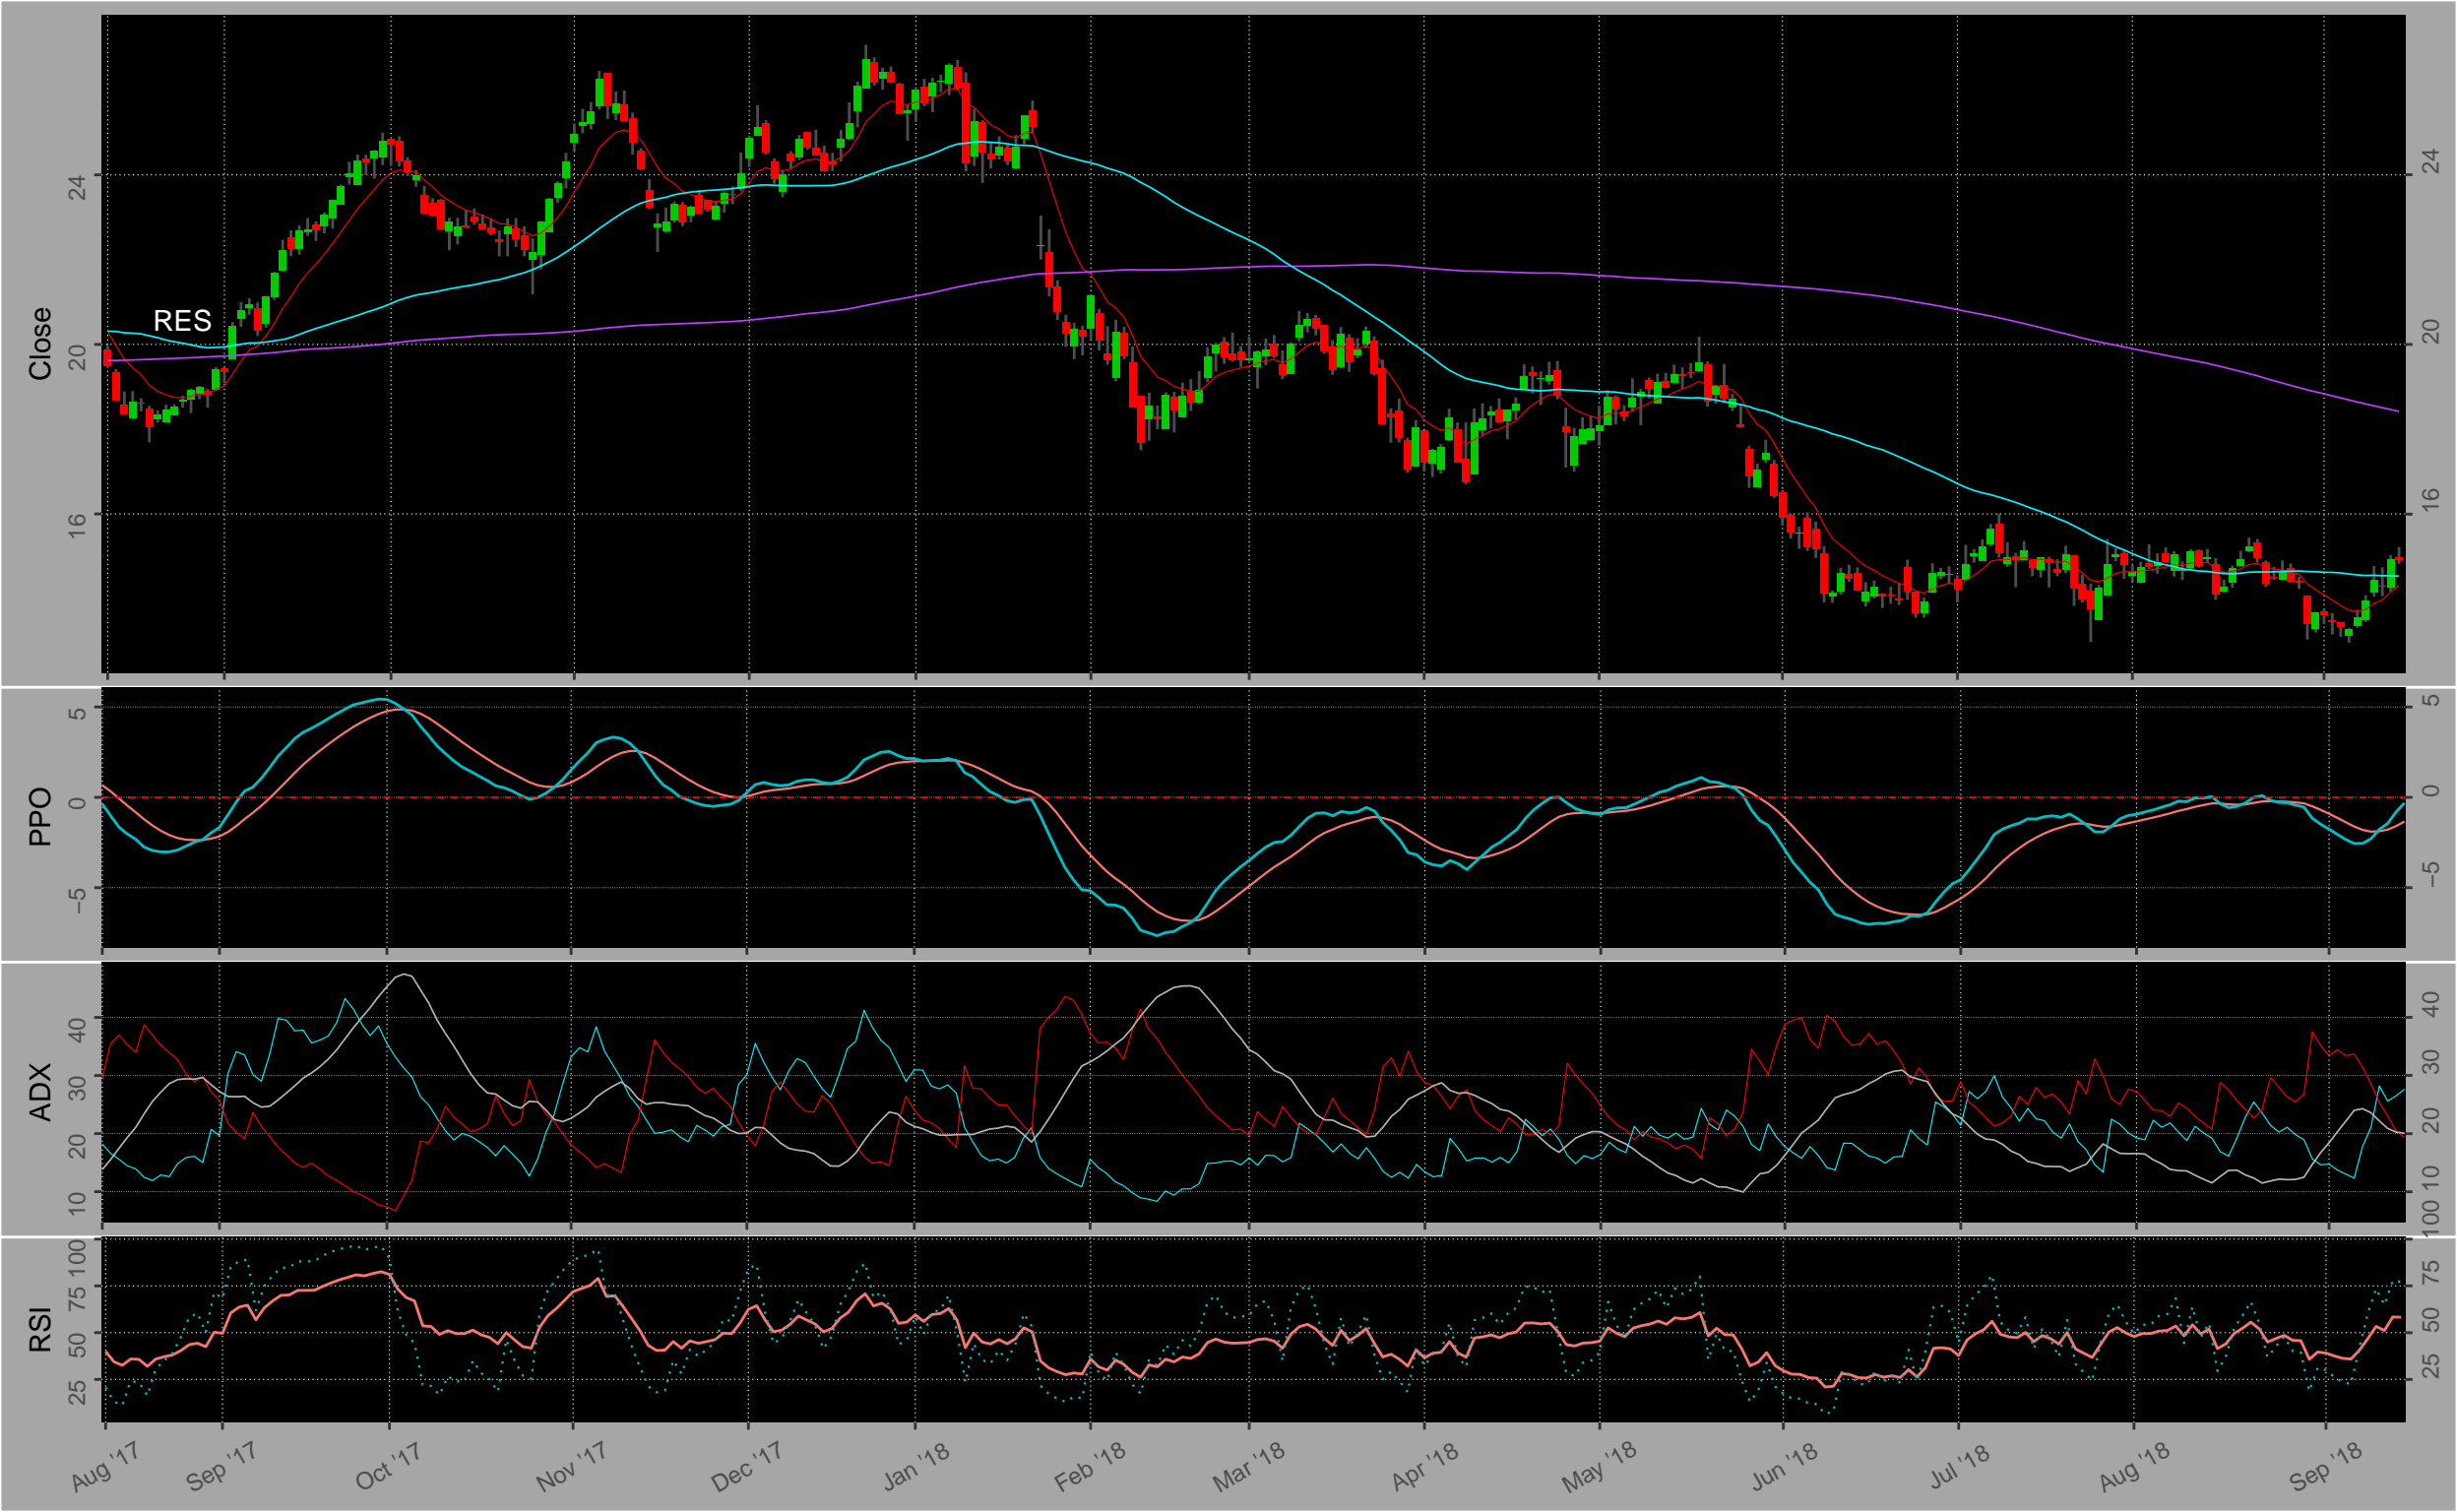 Close
24
20
16
RES
24
20
16
PPO
5
0
−5
5
0
−5
ADX
40
30
20
10
40
30
20
10
RSI
100
75
50
25
100
75
50
25
Aug '17
Sep '17
Oct '17
Nov '17
Dec '17
Jan '18
Feb '18
Mar '18
Apr '18
May '18
Jun '18
Jul '18
Aug '18
Sep '18